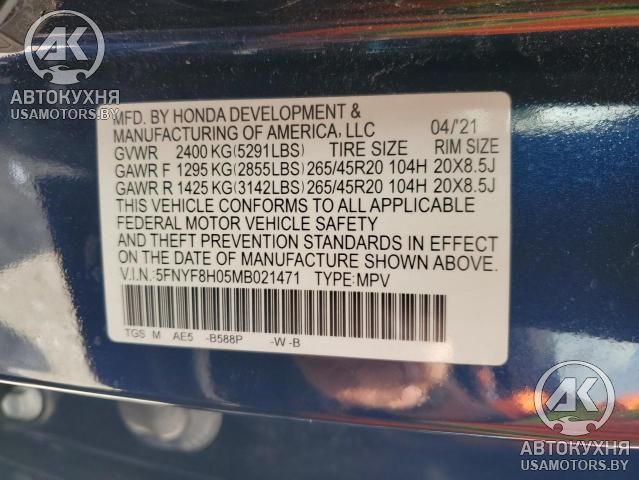 АК
АВТОКУХНЯ
USAMOTORS.BY
MFD. BY HONDA DEVELOPMENT &
MANUFACTURING OF AMERICA, LLC 04/'21
GVWR 2400 KG(5291LBS) TIRE SIZE RIM SIZE
GAWR F 1295 KG(2855LBS) 265/45R20 104H 20X8.5J
GAWR R 1425 KG(3142LBS) 265/45R20 104H 20X8.5J
THIS VEHICLE CONFORMS TO ALL APPLICABLE
FEDERAL MOTOR VEHICLE SAFETY
AND THEFT PREVENTION STANDARDS IN EFFECT ON
THE DATE OF MANUFACTURE SHOWN ABOVE.
V.I.N.:5FNYF8H05MB021471 TYPE:MPV
TGS M AE5 -B588P -W -B
АК
АВТОКУХНЯ
USAMOTORS.BY